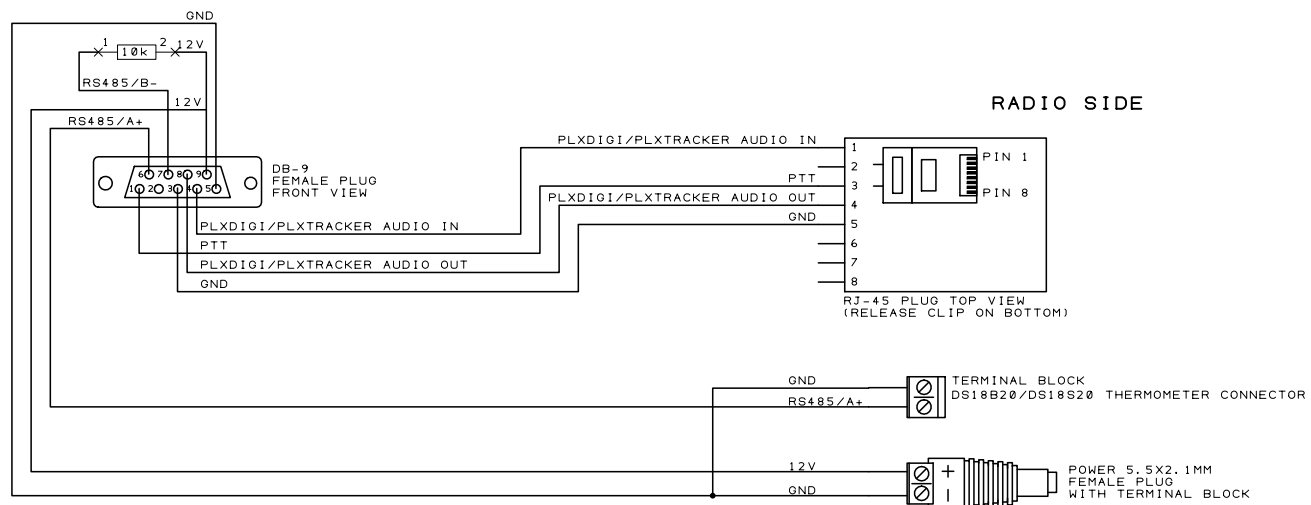 GND
1 10k 2 12V
RS485/B-
12V
RS485/A+
6 7 8 9
1 2 3 4 5
DB-9
FEMALE PLUG
FRONT VIEW
PLXDIGI/PLXTRACKER AUDIO IN
PTT
PLXDIGI/PLXTRACKER AUDIO OUT
GND
RADIO SIDE
PLXDIGI/PLXTRACKER AUDIO IN
PTT
PLXDIGI/PLXTRACKER AUDIO OUT
GND
1
2
3
4
5
6
7
8
PIN 1
PIN 8
RJ-45 PLUG TOP VIEW
(RELEASE CLIP ON BOTTOM)
GND
RS485/A+
TERMINAL BLOCK
DS18B20/DS18S20 THERMOMETER CONNECTOR
12V
GND
+
-
POWER 5.5X2.1MM
FEMALE PLUG
WITH TERMINAL BLOCK